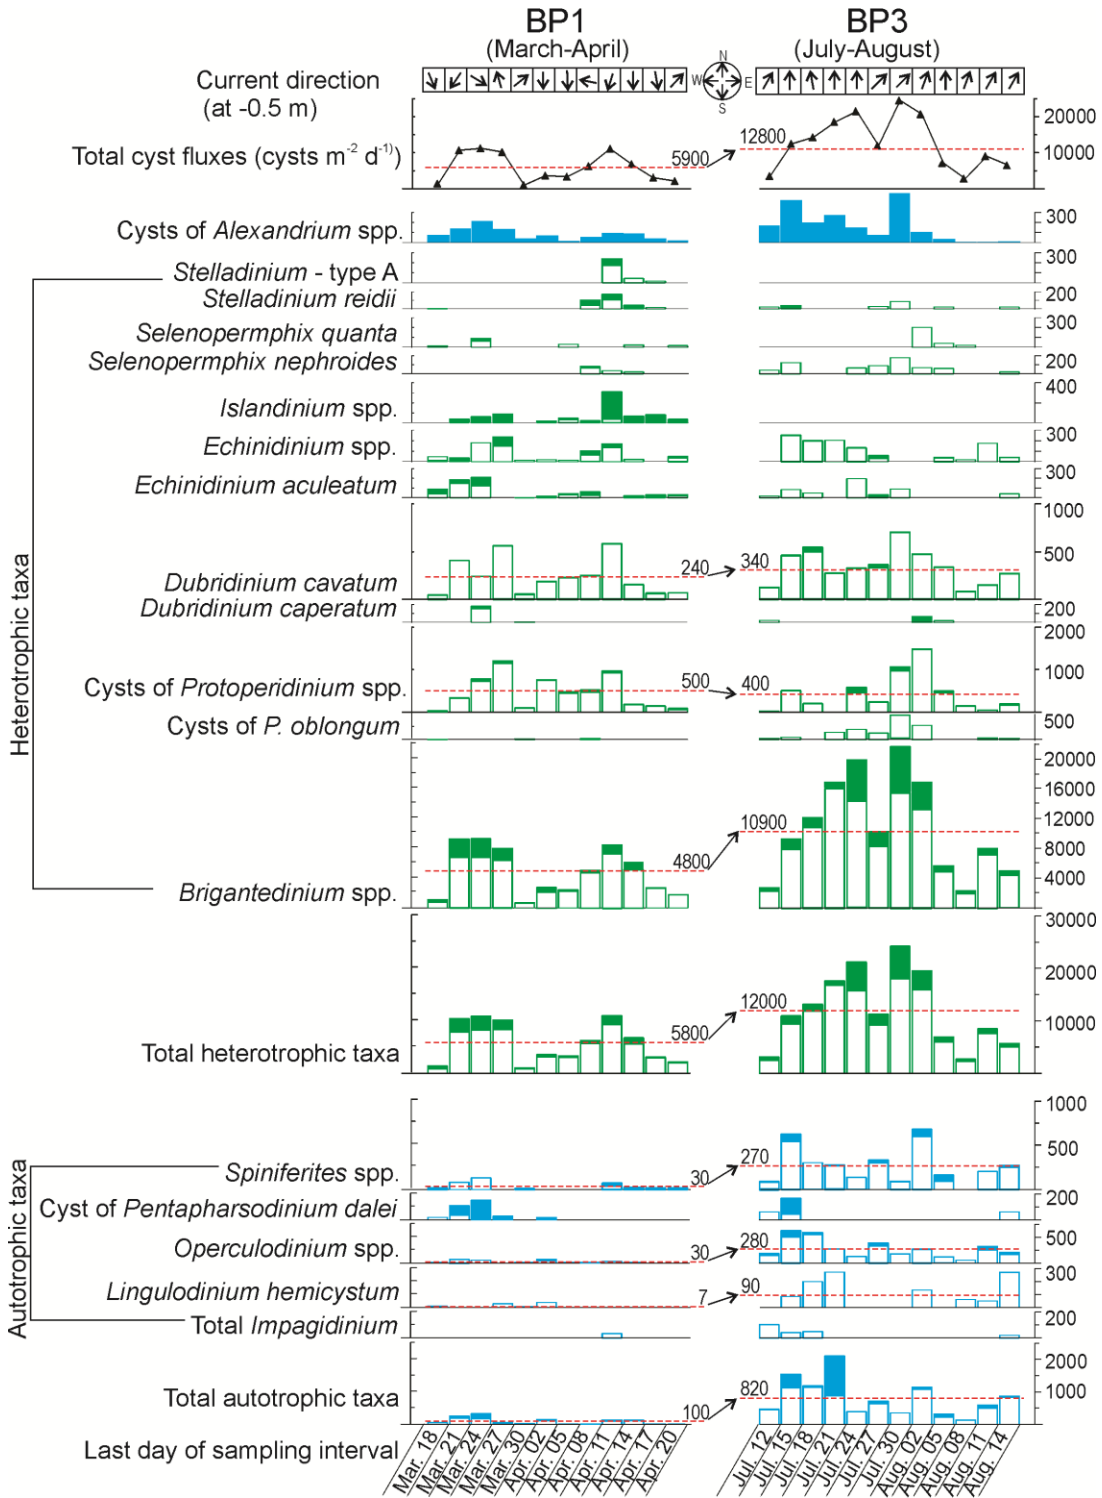 BP1
(March-April)
BP3
(July-August)
Current direction
(at -0.5 m)
N
W
E
S
Total cyst fluxes (cysts m⁻² d⁻¹)
5900
12800
20000
10000
Cysts of Alexandrium spp.
300
Stelladinium - type A
300
Stelladinium reidii
200
Selenopermphix quanta
300
Selenopermphix nephroides
200
Islandinium spp.
400
Echinidinium spp.
300
Echinidinium aculeatum
300
Dubridinium cavatum
240
340
1000
500
Dubridinium caperatum
200
Cysts of Protoperidinium spp.
500
400
2000
1000
Cysts of P. oblongum
500
Brigantedinium spp.
4800
10900
20000
16000
12000
8000
4000
Total heterotrophic taxa
5800
12000
30000
20000
10000
Heterotrophic taxa
Spiniferites spp.
30
270
1000
500
Cyst of Pentapharsodinium dalei
200
Operculodinium spp.
30
280
500
Lingulodinium hemicystum
7
90
300
Total Impagidinium
200
Autotrophic taxa
Total autotrophic taxa
100
820
2000
1000
Last day of sampling interval
Mar. 18
Mar. 21
Mar. 24
Mar. 27
Mar. 30
Apr. 02
Apr. 05
Apr. 08
Apr. 11
Apr. 14
Apr. 17
Apr. 20
Jul. 12
Jul. 15
Jul. 18
Jul. 21
Jul. 24
Jul. 27
Jul. 30
Aug. 02
Aug. 05
Aug. 08
Aug. 11
Aug. 14